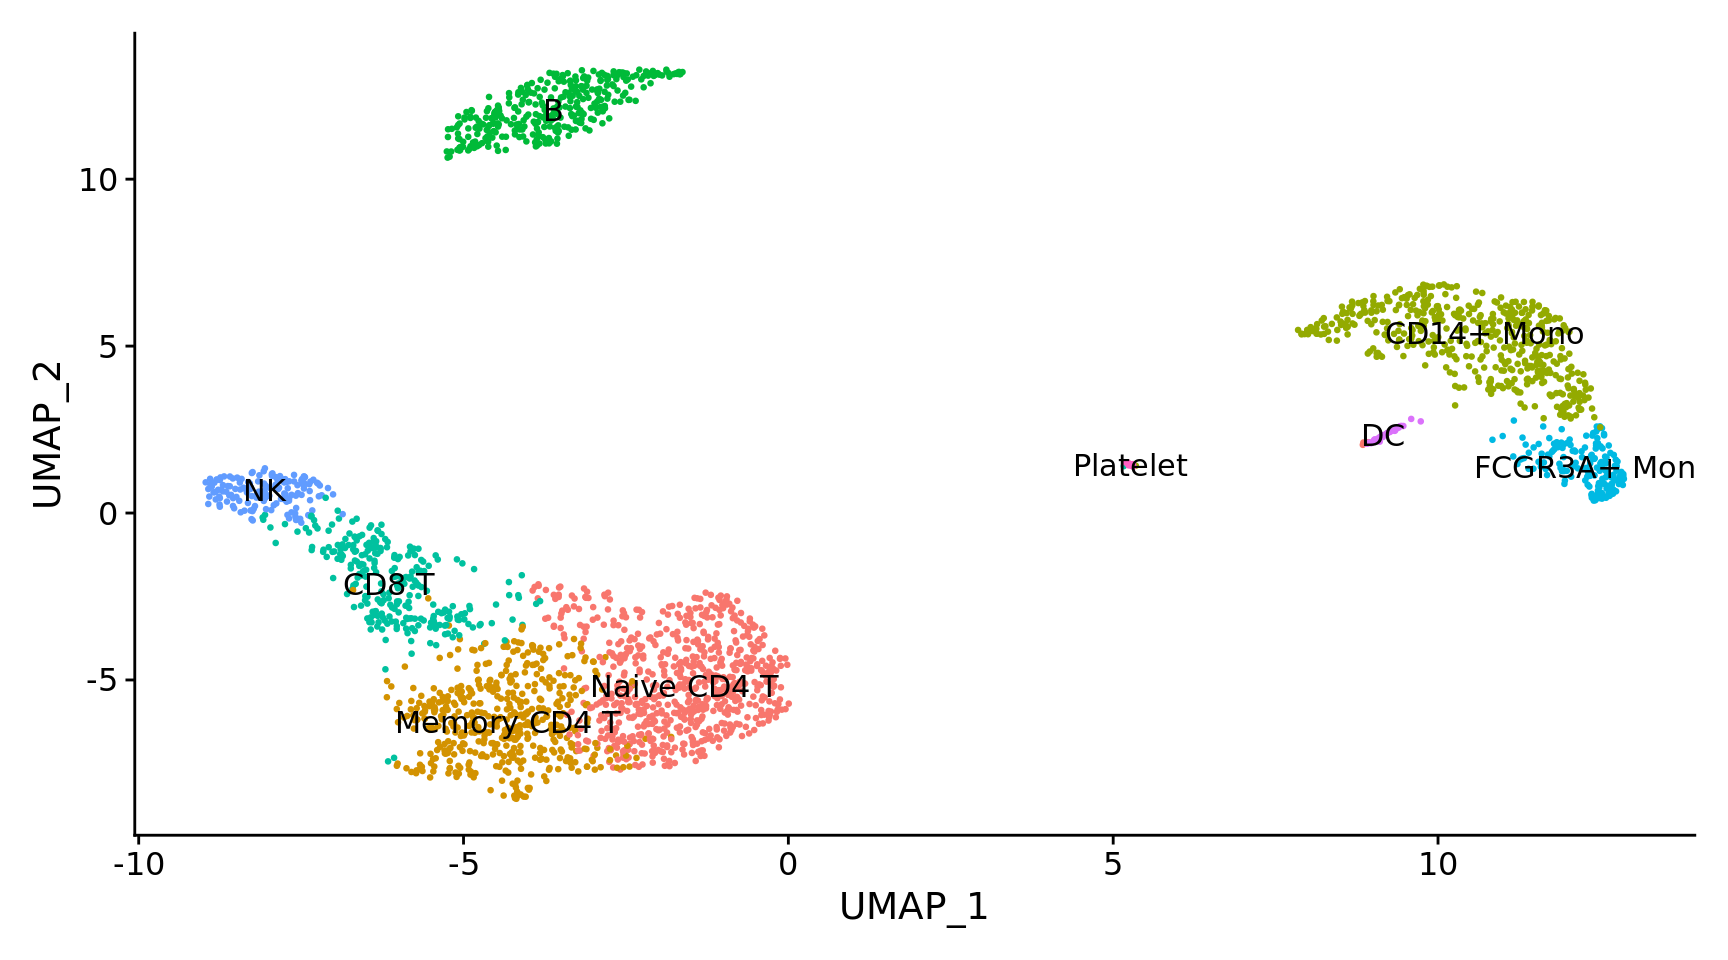 B
10
UMAP_2
5
CD14+ Mono
DC
Platelet
FCGR3A+ Mon
NK
0
CD8 T
-5
Naive CD4 T
Memory CD4 T
-10
-5
0
5
10
UMAP_1